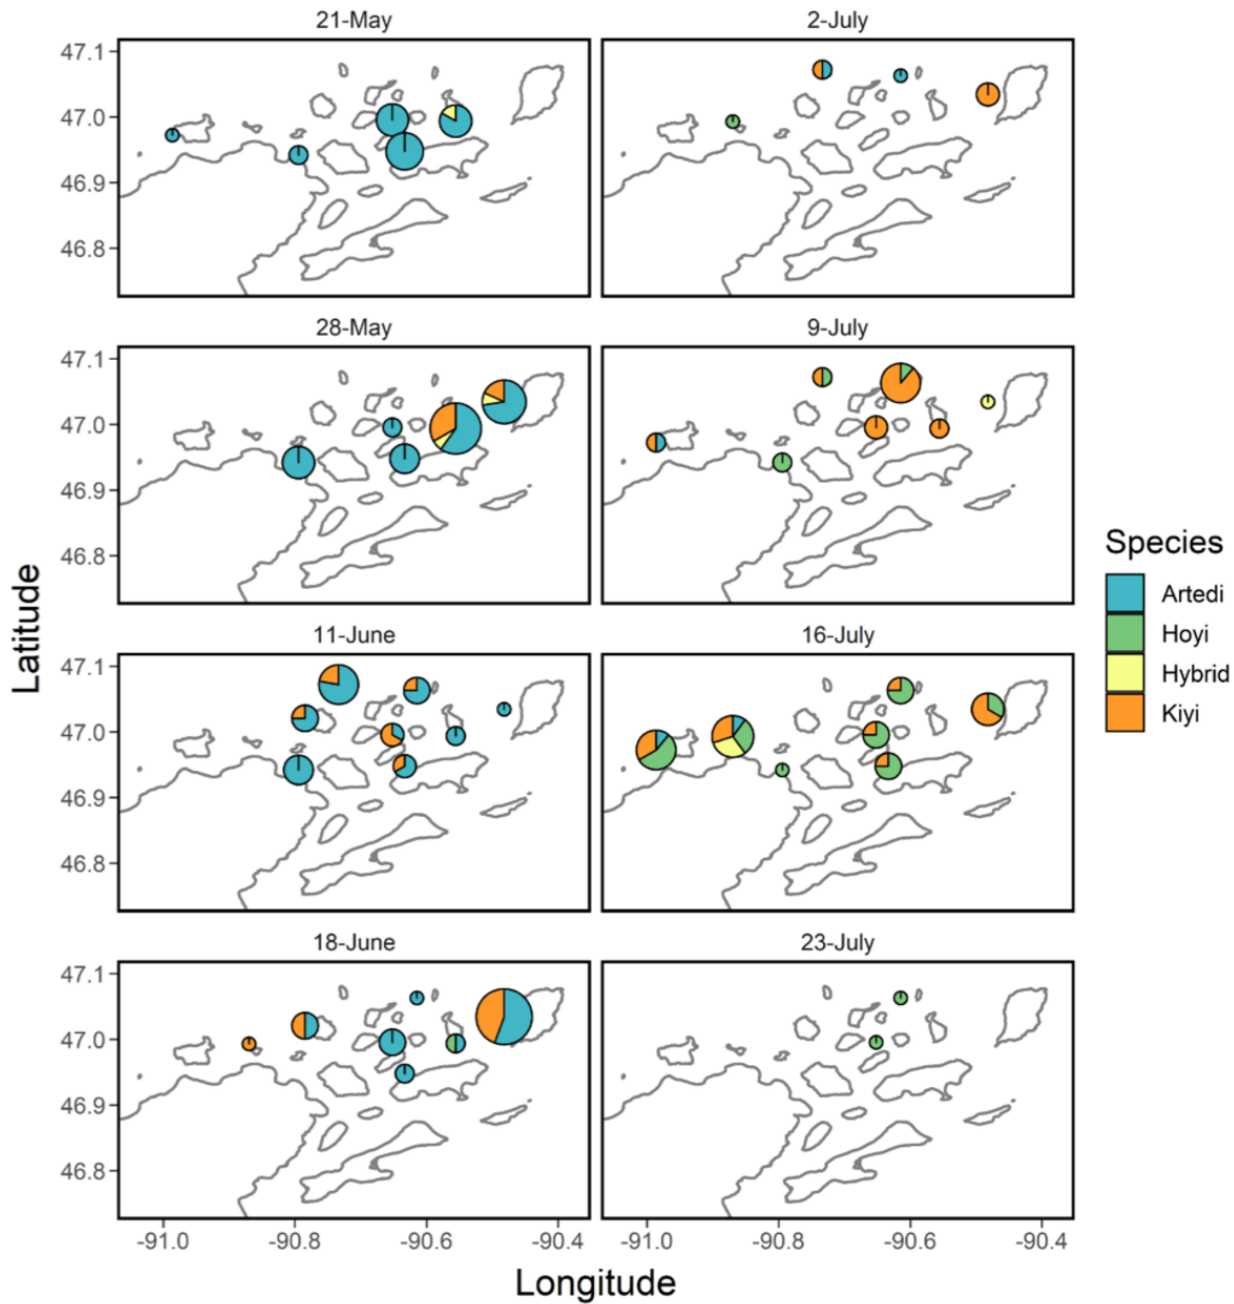 21-May
2-July
47.1
47.0
46.9
46.8
28-May
9-July
47.1
47.0
46.9
46.8
11-June
16-July
47.1
47.0
46.9
46.8
18-June
23-July
47.1
47.0
46.9
46.8
-91.0 -90.8 -90.6 -90.4 -91.0 -90.8 -90.6 -90.4
Longitude
Latitude
Species
Artedi
Hoyi
Hybrid
Kiyi